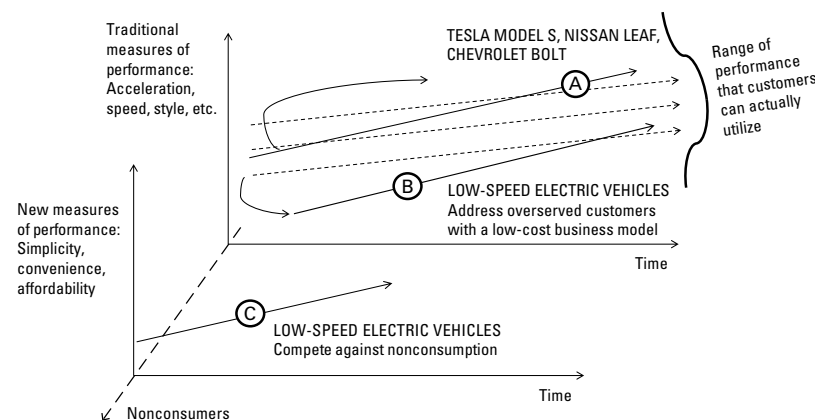 Traditional
measures of
performance:
Acceleration,
speed, style, etc.
TESLA MODEL S, NISSAN LEAF,
CHEVROLET BOLT
A
Range of
performance
that customers
can actually
utilize
B
LOW-SPEED ELECTRIC VEHICLES
Address overserved customers
with a low-cost business model
Time
New measures
of performance:
Simplicity,
convenience,
affordability
C
LOW-SPEED ELECTRIC VEHICLES
Compete against nonconsumption
Time
Nonconsumers